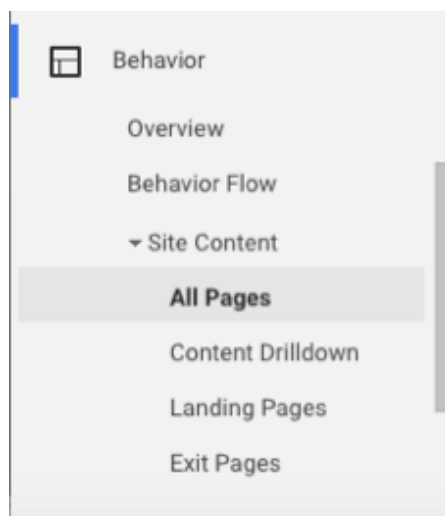 Behavior
Overview
Behavior Flow
Site Content
All Pages
Content Drilldown
Landing Pages
Exit Pages